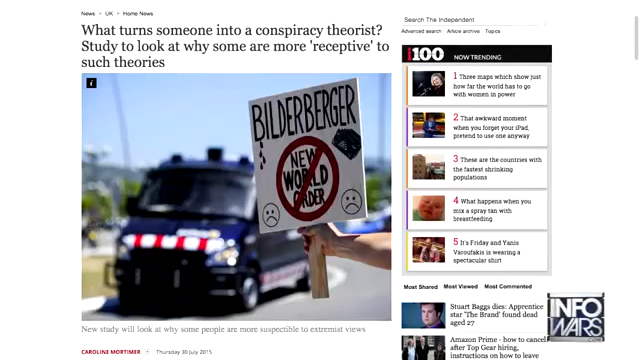 News > UK > Home News
What turns someone into a conspiracy theorist?
Study to look at why some are more 'receptive' to
such theories
i
BILDERBERGER
NEW
WORLD
ORDER
New study will look at why some people are more suspectible to extremist views
CAROLINE MORTIMER
Thursday 30 July 2015
Search The Independent
Advanced search Article archive Topics
i100 NOW TRENDING
1 Three maps which show just
how far the world has to go
with women in power
2 That awkward moment
when you forget your iPad,
pretend to use one anyway
3 These are the countries with
the fastest shrinking
populations
4 What happens when you
mix a spray tan with
breastfeeding
5 It's Friday and Yanis
Varoufakis is wearing a
spectacular shirt
Most Shared Most Viewed Most Commented
Stuart Baggs dies: Apprentice
star 'The Brand' found dead
aged 27
Amazon Prime - how to cancel
after Top Gear hiring,
instructions on how to leave
INFO
WARS
.COM